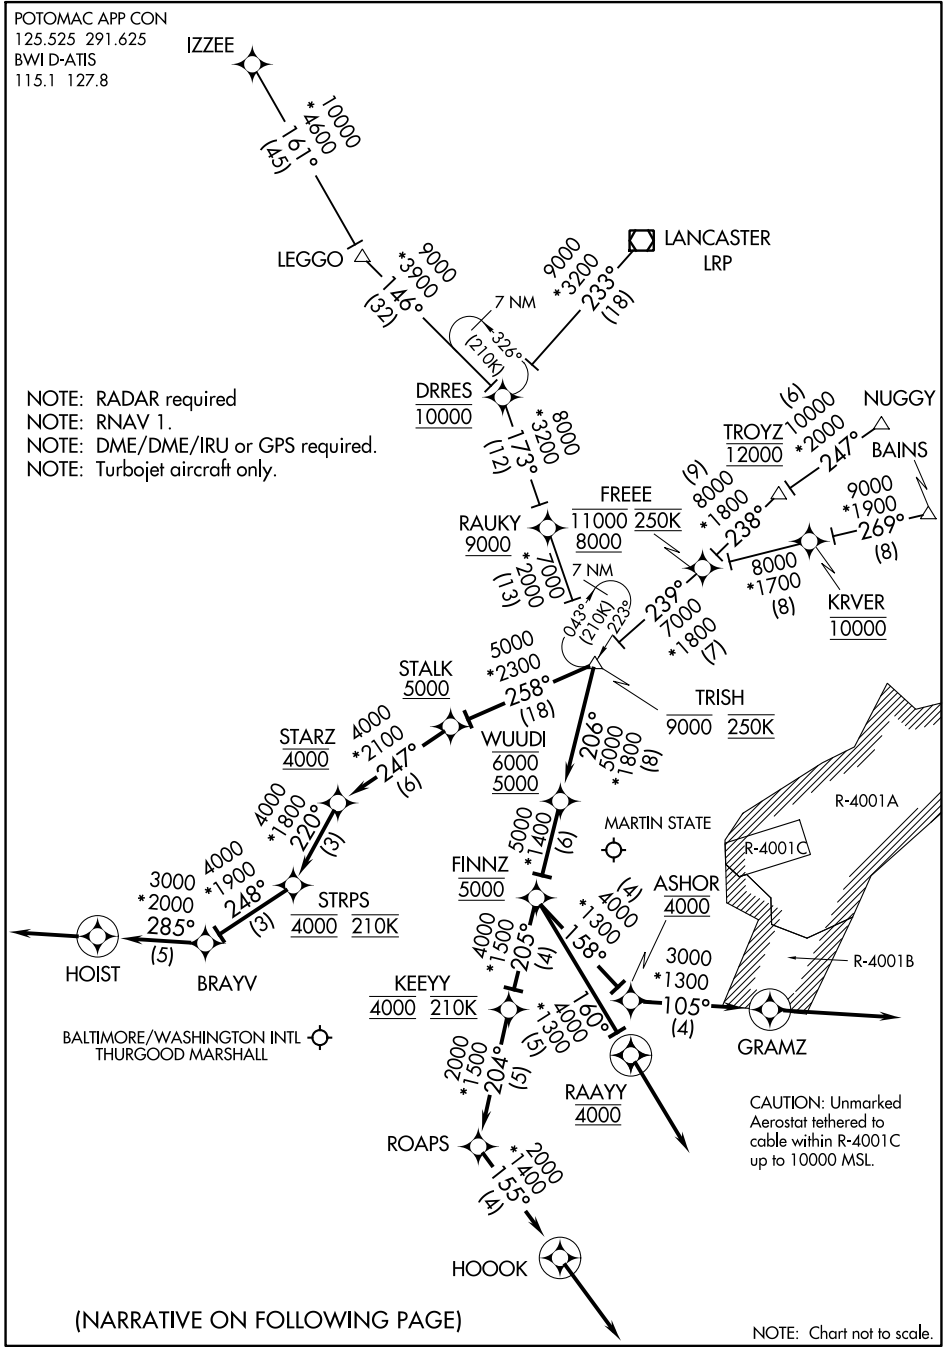 POTOMAC APP CON
125.525 291.625
BWI D-ATIS
115.1 127.8
IZZEE
10000
*4600
161°
(45)
LEGGO
9000
*3900
146°
(32)
LANCASTER
LRP
9000
*3200
233°
(18)
7 NM
326°
(210K)
DRRES
10000
NOTE: RADAR required
NOTE: RNAV 1.
NOTE: DME/DME/IRU or GPS required.
NOTE: Turbojet aircraft only.
8000
*3200
173°
(12)
NUGGY
(6)
10000
*2000
247°
TROYZ
12000
BAINS
9000
*1900
269°
(8)
(9)
8000
*1800
238°
FREEE
11000 250K
8000
RAUKY
9000
7000
*2000
(13)
7 NM
043°
(210K)
223°
239°
7000
*1800
(7)
8000
*1700
(8)
KRVER
10000
STALK
5000
5000
*2300
258°
(18)
TRISH
9000 250K
STARZ
4000
4000
*2100
247°
(6)
WUUDI
6000
5000
206°
5000
*1800
(8)
R-4001A
4000
*1800
220°
(3)
5000
*1400
(6)
MARTIN STATE
R-4001C
FINNZ
5000
3000
*2000
285°
(5)
4000
*1900
248°
(3)
STRPS
4000 210K
(4)
4000
*1300
158°
ASHOR
4000
HOIST
BRAYV
4000
*1500
205°
(4)
3000
*1300
105°
(4)
R-4001B
KEEYY
4000 210K
160°
4000
*1300
(5)
GRAMZ
BALTIMORE/WASHINGTON INTL
THURGOOD MARSHALL
2000
*1500
204°
(5)
RAAYY
4000
CAUTION: Unmarked
Aerostat tethered to
cable within R-4001C
up to 10000 MSL.
ROAPS
2000
*1400
155°
(4)
HOOOK
(NARRATIVE ON FOLLOWING PAGE)
NOTE: Chart not to scale.